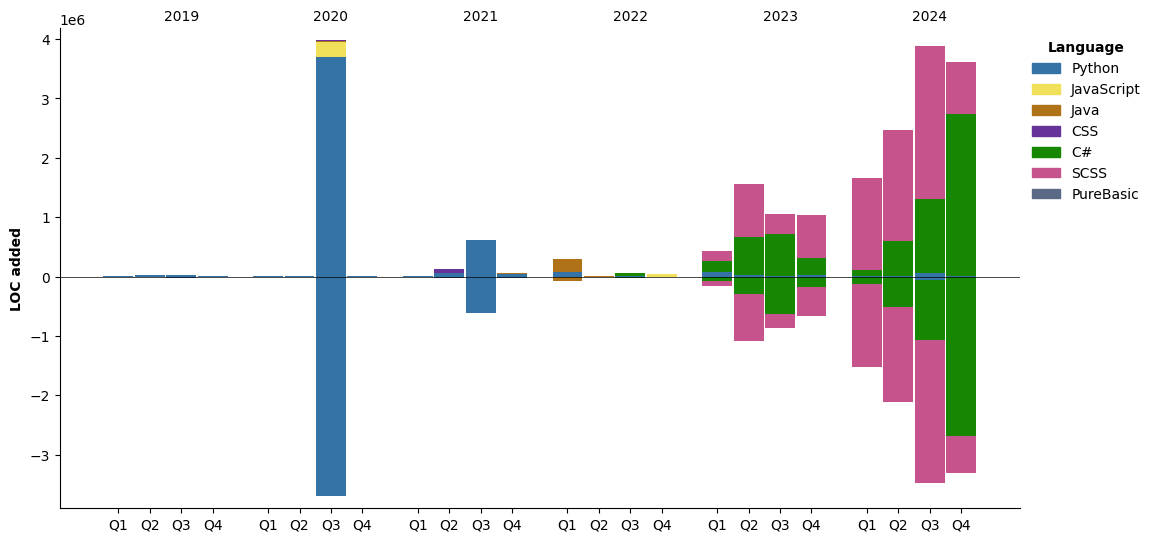 1e6
2019 2020 2021 2022 2023 2024
4
3
2
1
0
−1
−2
−3
LOC added
Q1 Q2 Q3 Q4 Q1 Q2 Q3 Q4 Q1 Q2 Q3 Q4 Q1 Q2 Q3 Q4 Q1 Q2 Q3 Q4 Q1 Q2 Q3 Q4
Language
Python
JavaScript
Java
CSS
C#
SCSS
PureBasic